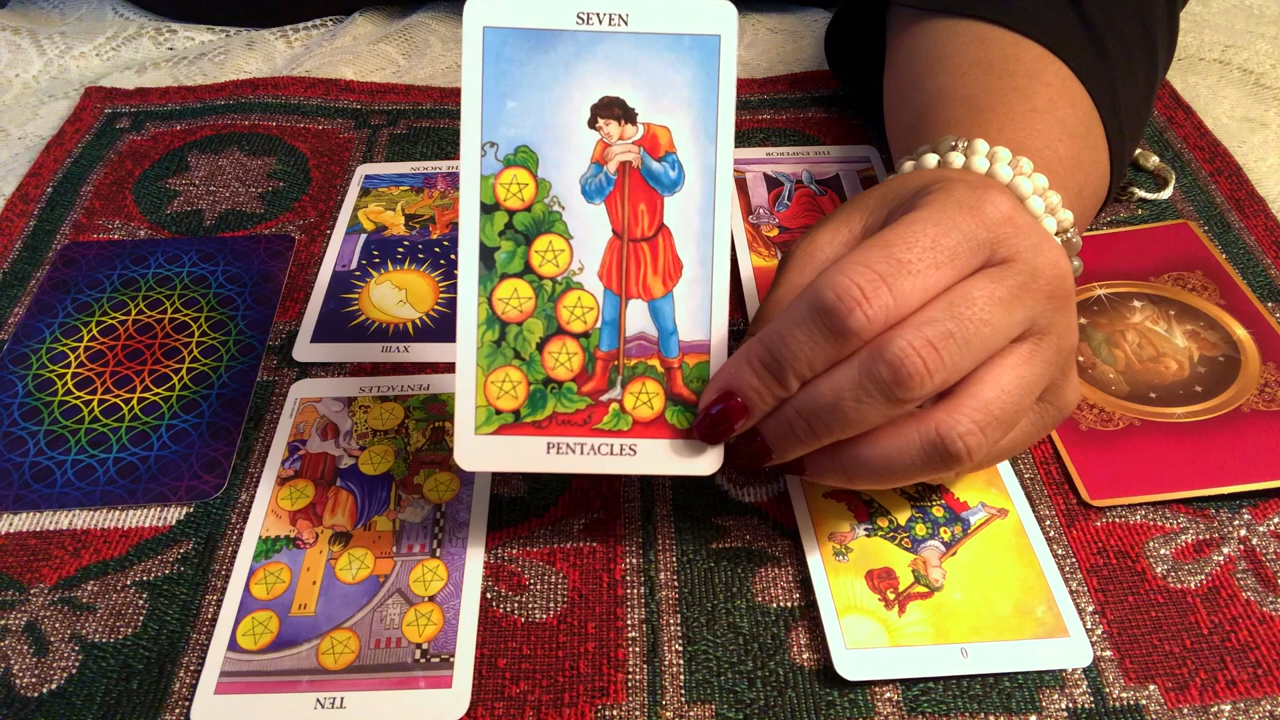 SEVEN
PENTACLES
THE MOON
XVIII
THE EMPEROR
PENTACLES
TEN
0